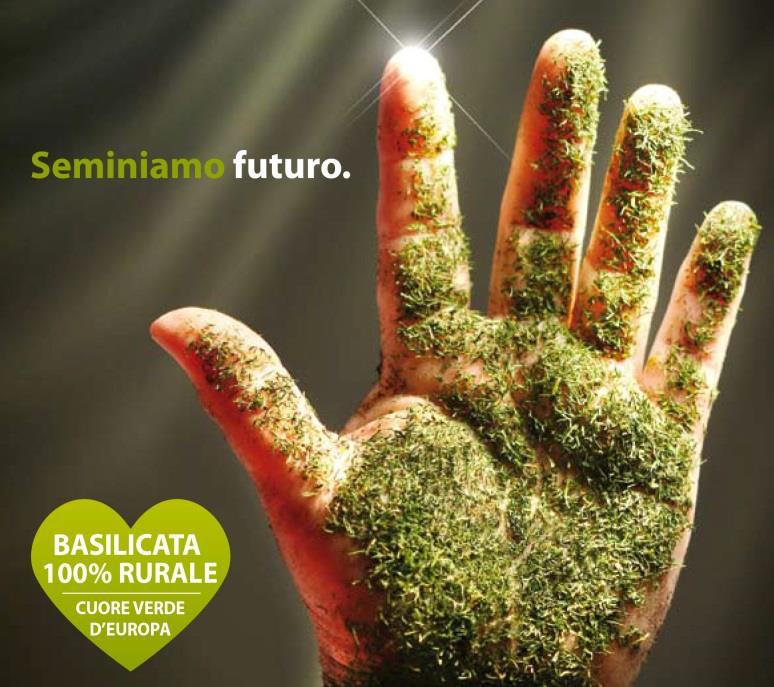 Seminiamo futuro.
BASILICATA
100% RURALE
CUORE VERDE
D'EUROPA